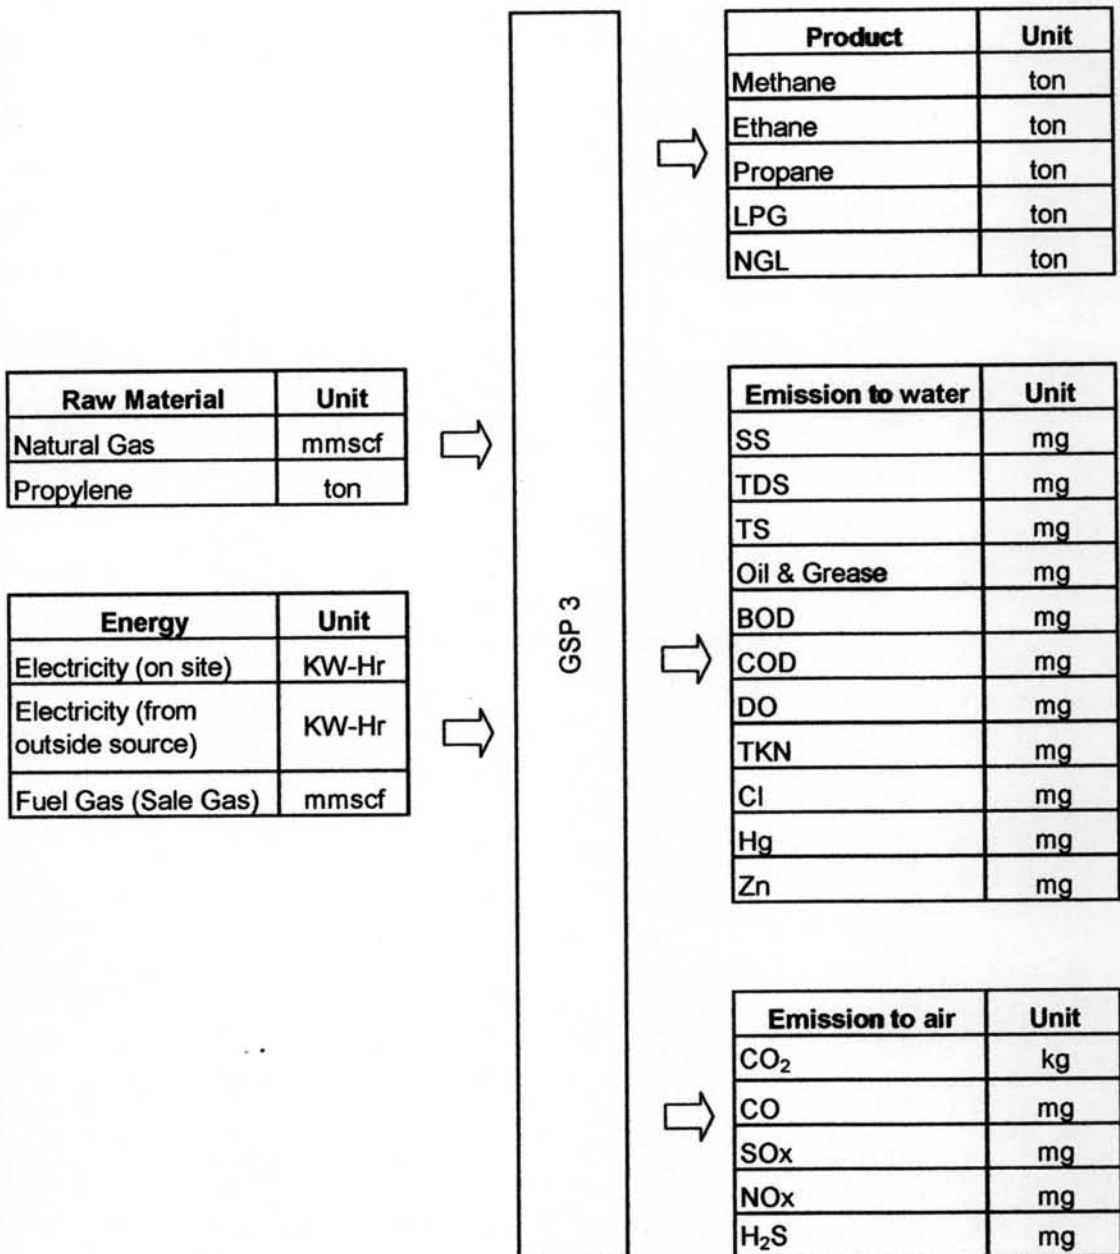 Raw Material Unit
Natural Gas mmscf
Propylene ton
Energy Unit
Electricity (on site) KW-Hr
Electricity (from
outside source) KW-Hr
Fuel Gas (Sale Gas) mmscf
GSP 3
Product Unit
Methane ton
Ethane ton
Propane ton
LPG ton
NGL ton
Emission to water Unit
SS mg
TDS mg
TS mg
Oil & Grease mg
BOD mg
COD mg
DO mg
TKN mg
Cl mg
Hg mg
Zn mg
Emission to air Unit
CO₂ kg
CO mg
SOx mg
NOx mg
H₂S mg